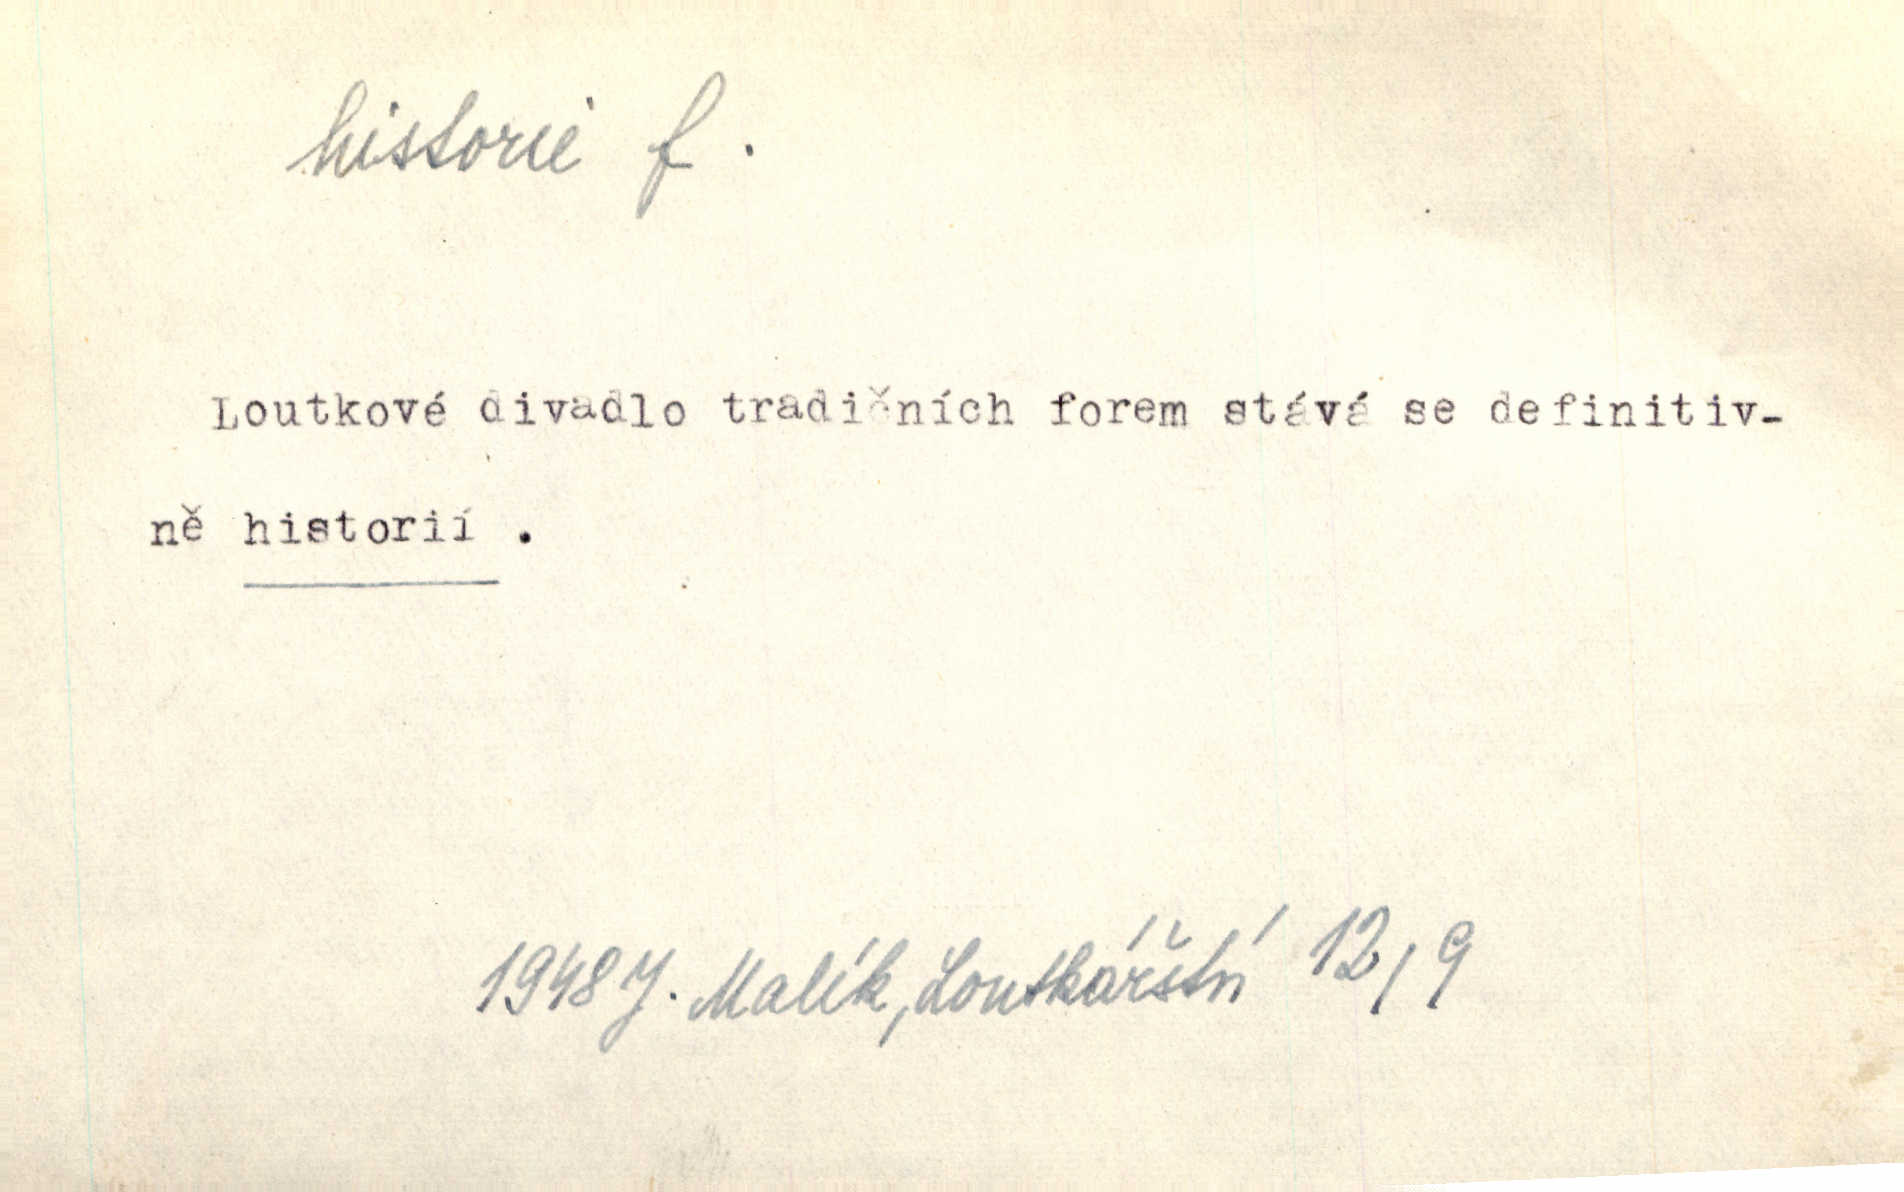 historie f.
Loutkové divadlo tradičních forem stává se definitiv-
ně historií .
1948 J. Malík, Loutkářství 12, 9